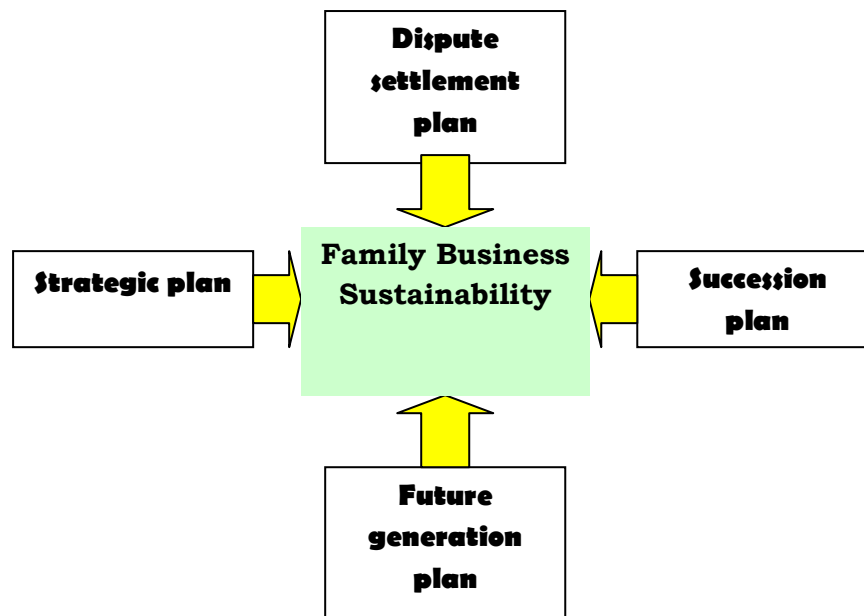 Dispute
settlement
plan
Family Business
Sustainability
Strategic plan
Succession
plan
Future
generation
plan